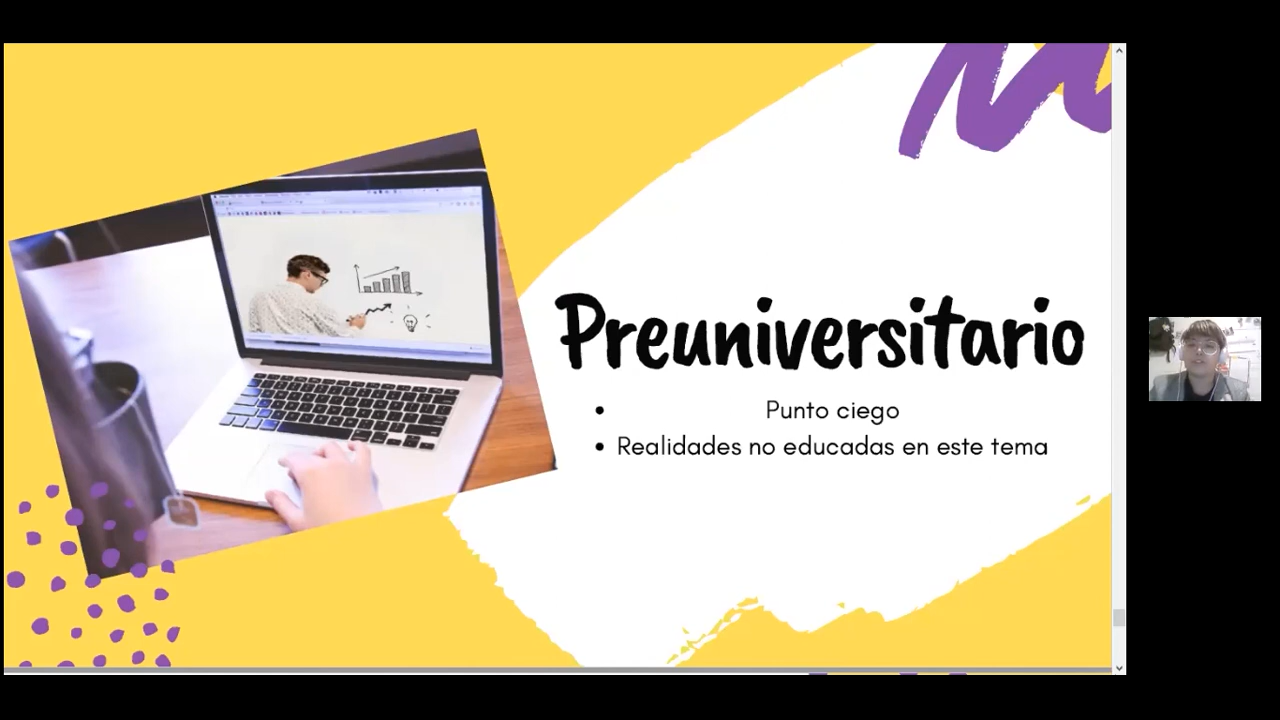 Preuniversitario
Punto ciego
Realidades no educadas en este tema